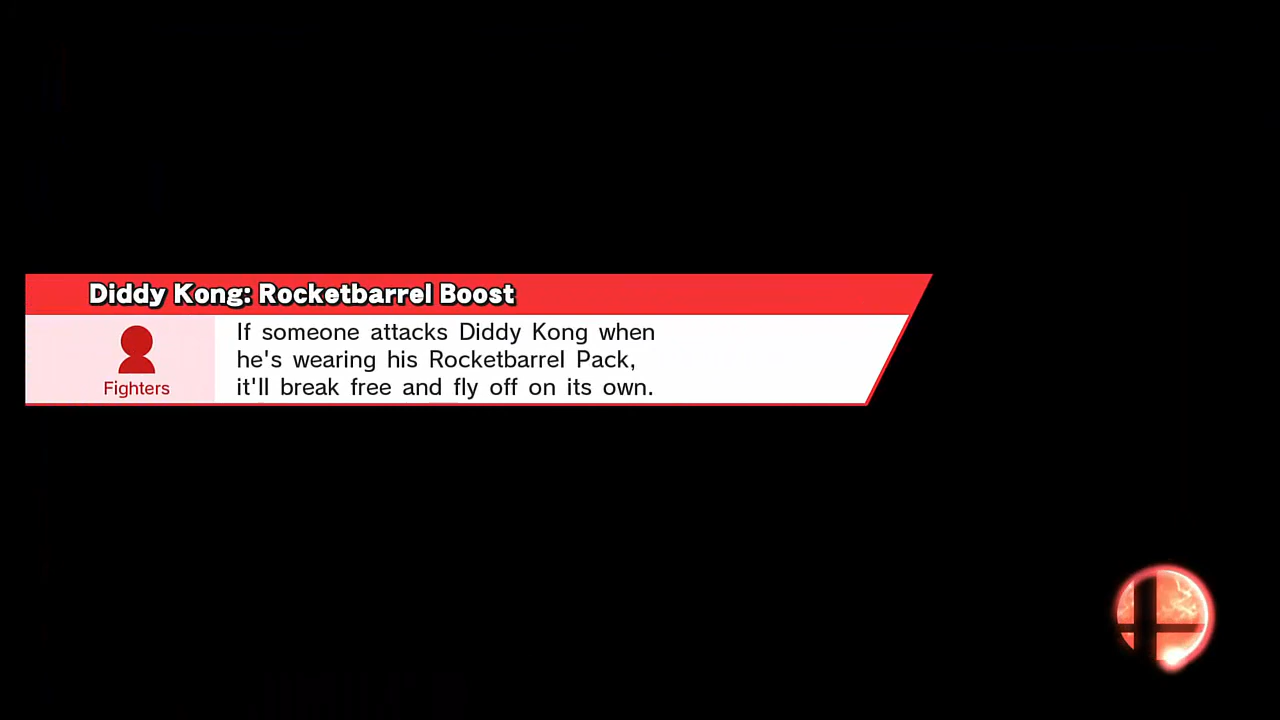 Diddy Kong: Rocketbarrel Boost
If someone attacks Diddy Kong when
he's wearing his Rocketbarrel Pack,
it'll break free and fly off on its own.
Fighters